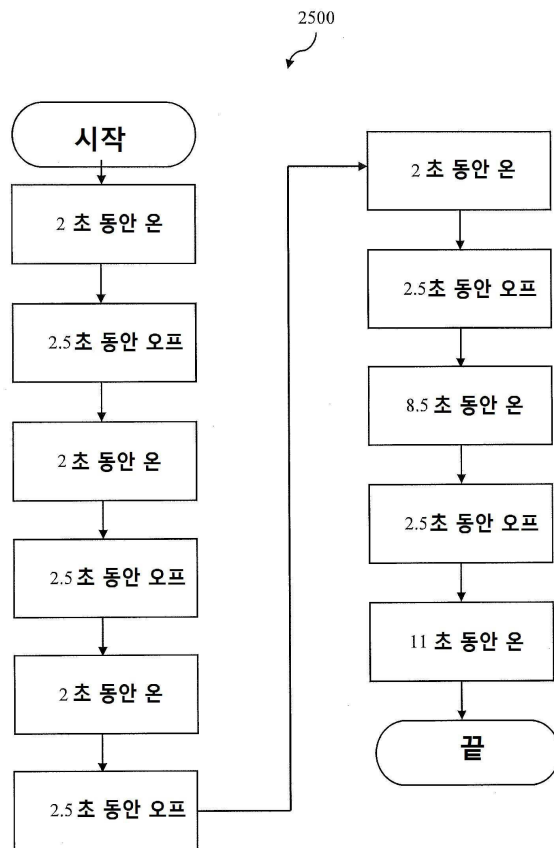 2500
시작
2 초 동안 온
2.5초 동안 오프
2 초 동안 온
2.5초 동안 오프
2 초 동안 온
2.5초 동안 오프
2 초 동안 온
2.5초 동안 오프
8.5 초 동안 온
2.5초 동안 오프
11 초 동안 온
끝